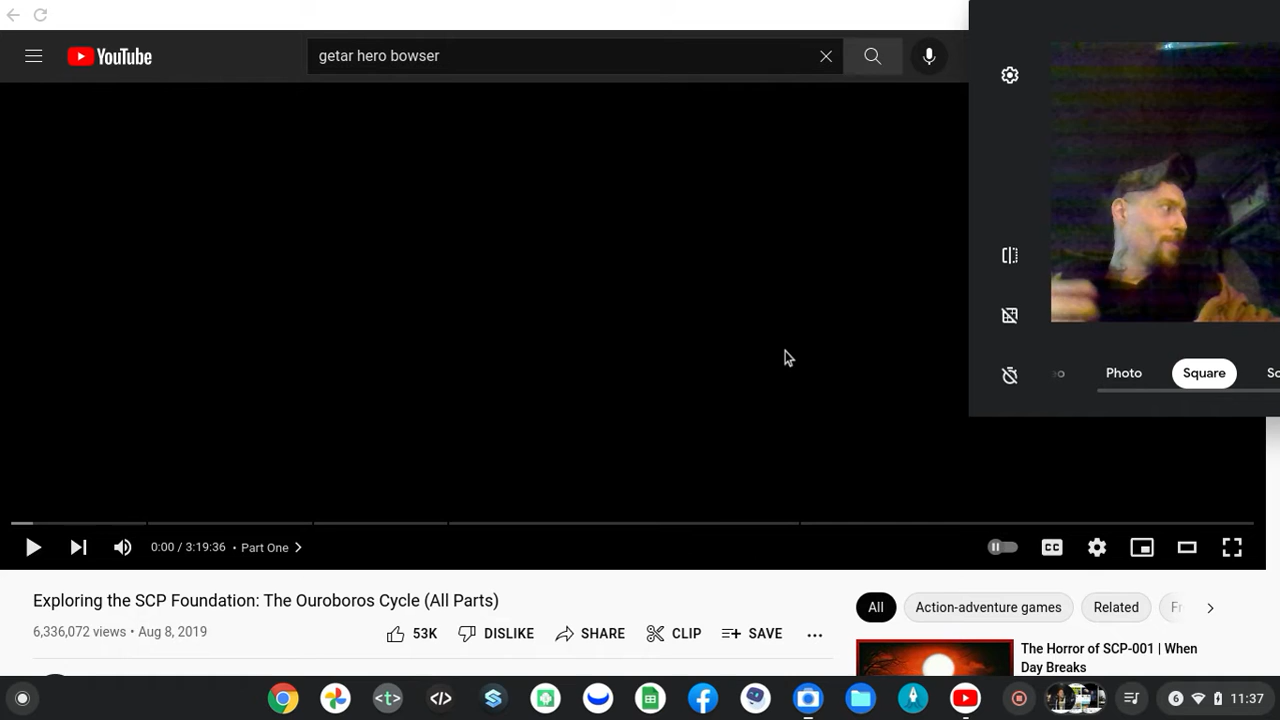 YouTube
getar hero bowser
Photo
Square
0:00 / 3:19:36 • Part One
CC
Exploring the SCP Foundation: The Ouroboros Cycle (All Parts)
6,336,072 views • Aug 8, 2019
53K
DISLIKE
SHARE
CLIP
SAVE
All
Action-adventure games
Related
The Horror of SCP-001 | When
Day Breaks
<t>
</>
6
11:37